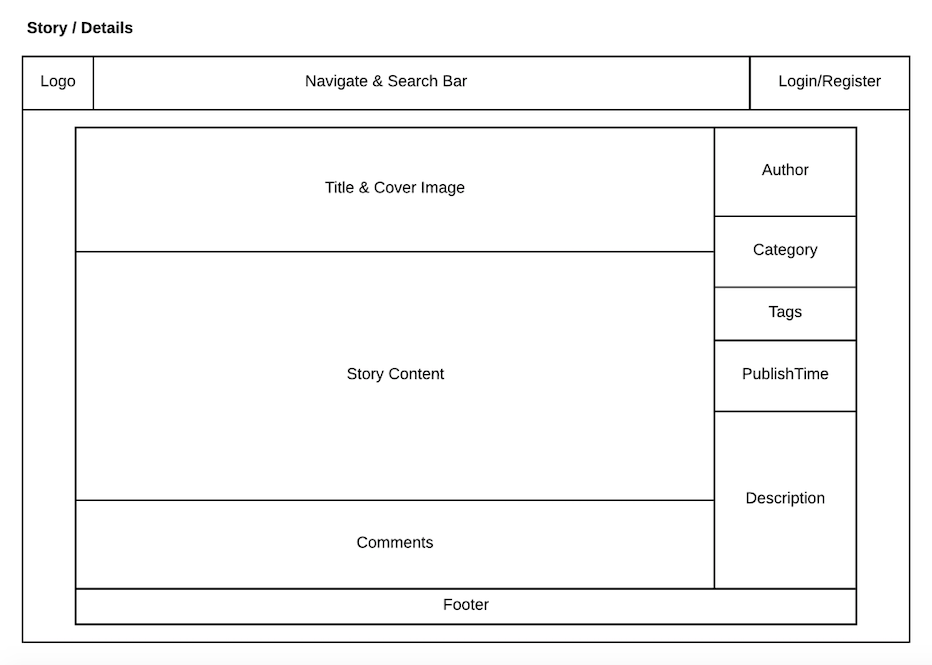 Story / Details
Logo
Navigate & Search Bar
Login/Register
Title & Cover Image
Author
Category
Tags
Story Content
PublishTime
Description
Comments
Footer